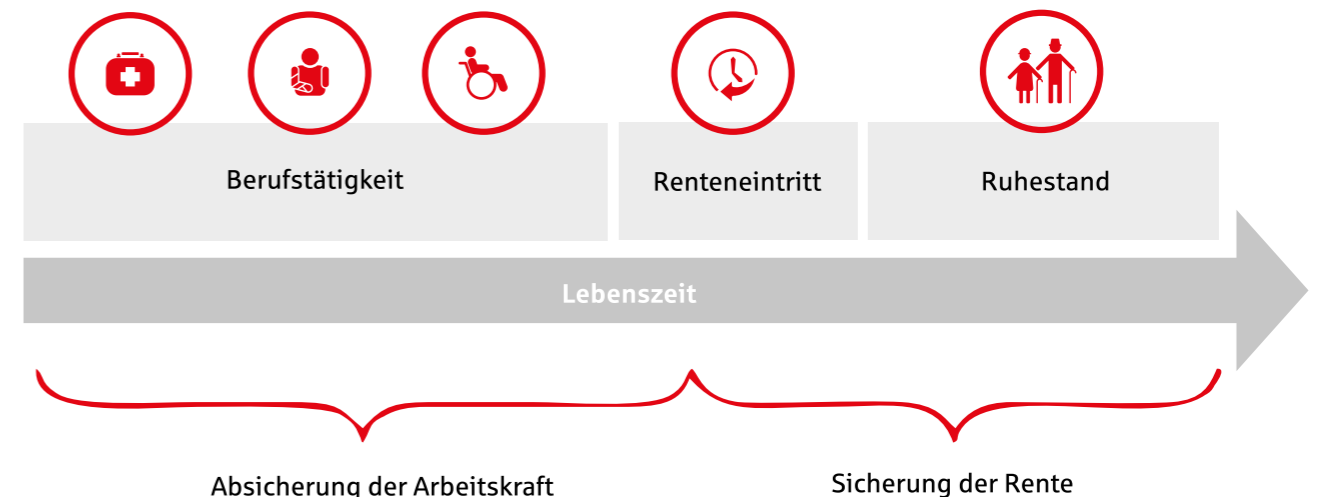 Berufstätigkeit
Renteneintritt
Ruhestand
Lebenszeit
Absicherung der Arbeitskraft
Sicherung der Rente